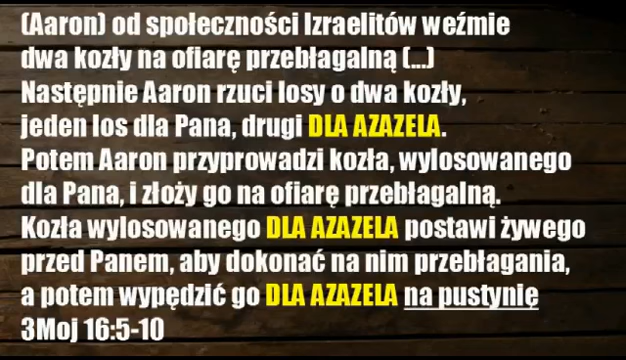 (Aaron) od społeczności Izraelitów weźmie
dwa kozły na ofiarę przebłagalną (...)
Następnie Aaron rzuci losy o dwa kozły,
jeden los dla Pana, drugi DLA AZAZELA.
Potem Aaron przyprowadzi kozła, wylosowanego
dla Pana, i złoży go na ofiarę przebłagalną.
Kozła wylosowanego DLA AZAZELA postawi żywego
przed Panem, aby dokonać na nim przebłagania,
a potem wypędzić go DLA AZAZELA na pustynię
3Moj 16:5-10